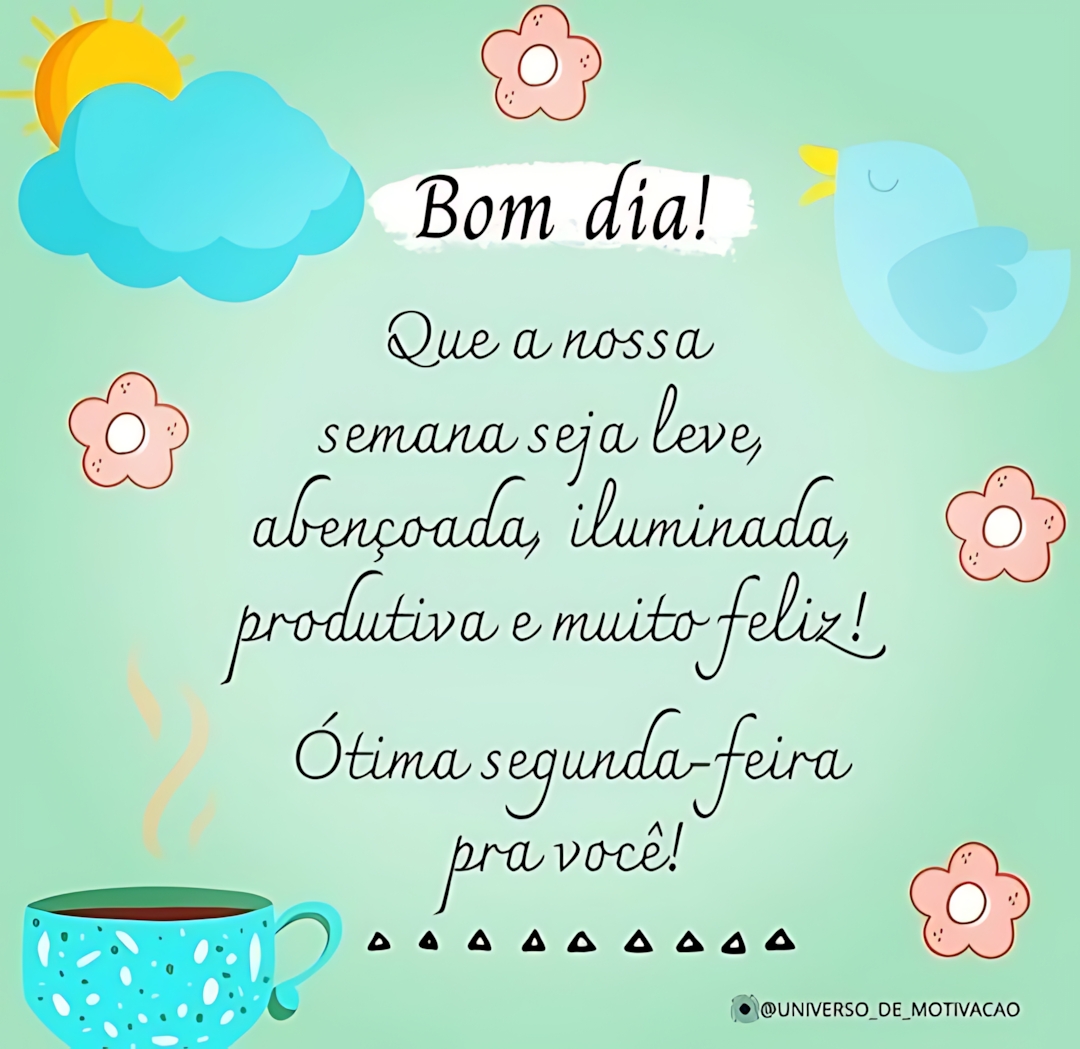 Bom dia!
Que a nossa
semana seja leve,
abençoada, iluminada,
produtiva e muito feliz!
Ótima segunda-feira
pra você!
@UNIVERSO_DE_MOTIVACAO